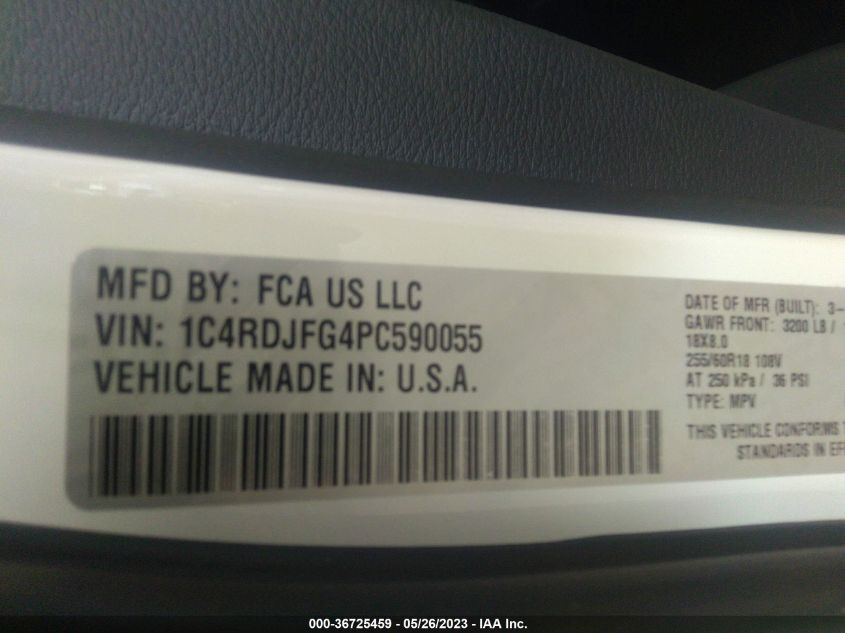 MFD BY: FCA US LLC
VIN: 1C4RDJFG4PC590055
VEHICLE MADE IN: U.S.A.
DATE OF MFR (BUILT): 3-
GAWR FRONT: 3200 LB /
18X8.0
255/60R18 108V
AT 250 kPa / 36 PSI
TYPE: MPV
THIS VEHICLE CONFORMS
STANDARDS IN
000-36725459 - 05/26/2023 - IAA Inc.